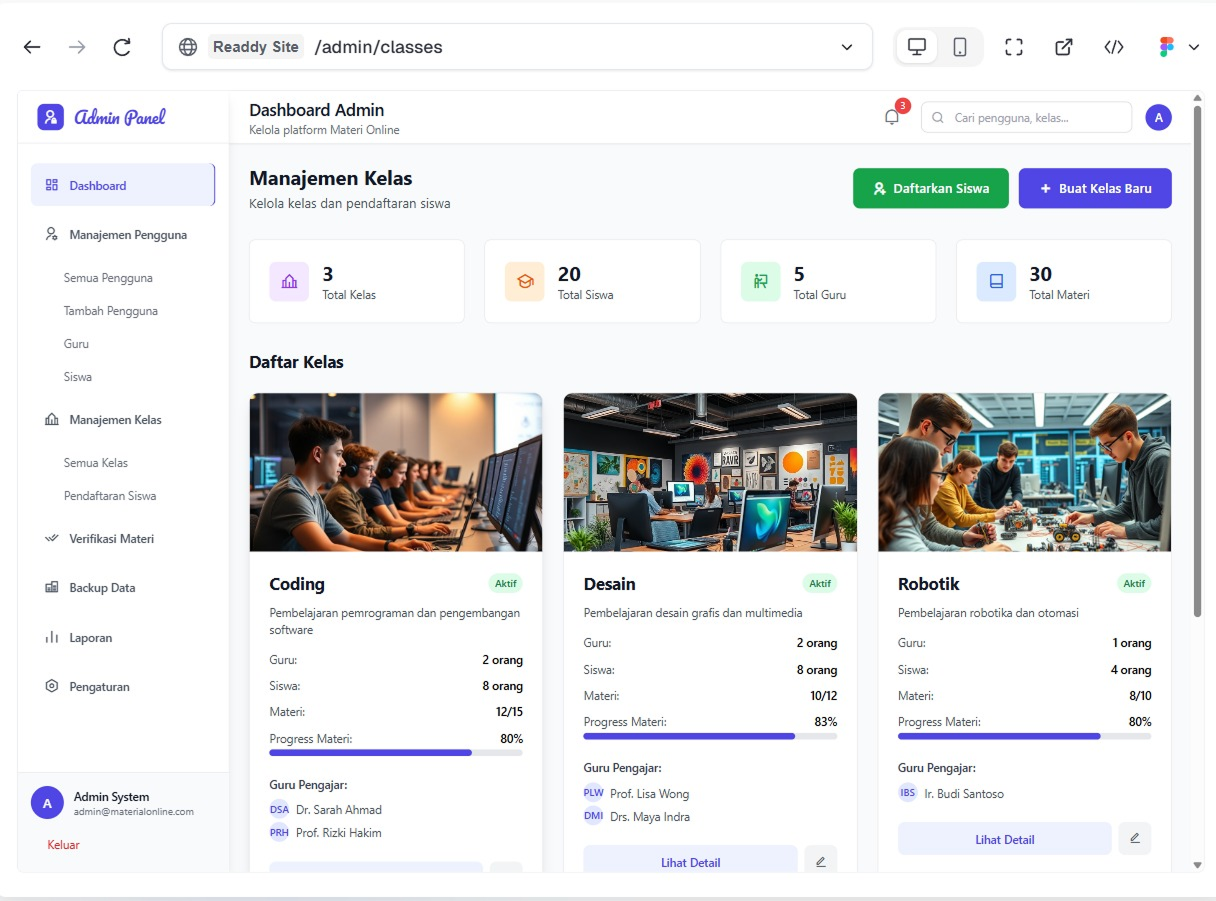 Readdy Site /admin/classes
Admin Panel
Dashboard Admin
Kelola platform Materi Online
3
Cari pengguna, kelas...
A
Dashboard
Manajemen Pengguna
Semua Pengguna
Tambah Pengguna
Guru
Siswa
Manajemen Kelas
Semua Kelas
Pendaftaran Siswa
Verifikasi Materi
Backup Data
Laporan
Pengaturan
A
Admin System
admin@materialonline.com
Keluar
Manajemen Kelas
Kelola kelas dan pendaftaran siswa
Daftarkan Siswa
+ Buat Kelas Baru
3
Total Kelas
20
Total Siswa
5
Total Guru
30
Total Materi
Daftar Kelas
Coding
Aktif
Pembelajaran pemrograman dan pengembangan
software
Guru: 2 orang
Siswa: 8 orang
Materi: 12/15
Progress Materi: 80%
Guru Pengajar:
DSA Dr. Sarah Ahmad
PRH Prof. Rizki Hakim
Desain
Aktif
Pembelajaran desain grafis dan multimedia
Guru: 2 orang
Siswa: 8 orang
Materi: 10/12
Progress Materi: 83%
Guru Pengajar:
PLW Prof. Lisa Wong
DMI Drs. Maya Indra
Lihat Detail
Robotik
Aktif
Pembelajaran robotika dan otomasi
Guru: 1 orang
Siswa: 4 orang
Materi: 8/10
Progress Materi: 80%
Guru Pengajar:
IBS Ir. Budi Santoso
Lihat Detail